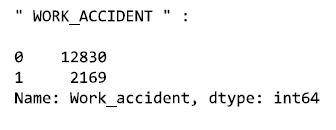 " WORK_ACCIDENT " :
0    12830
1     2169
Name: Work_accident, dtype: int64